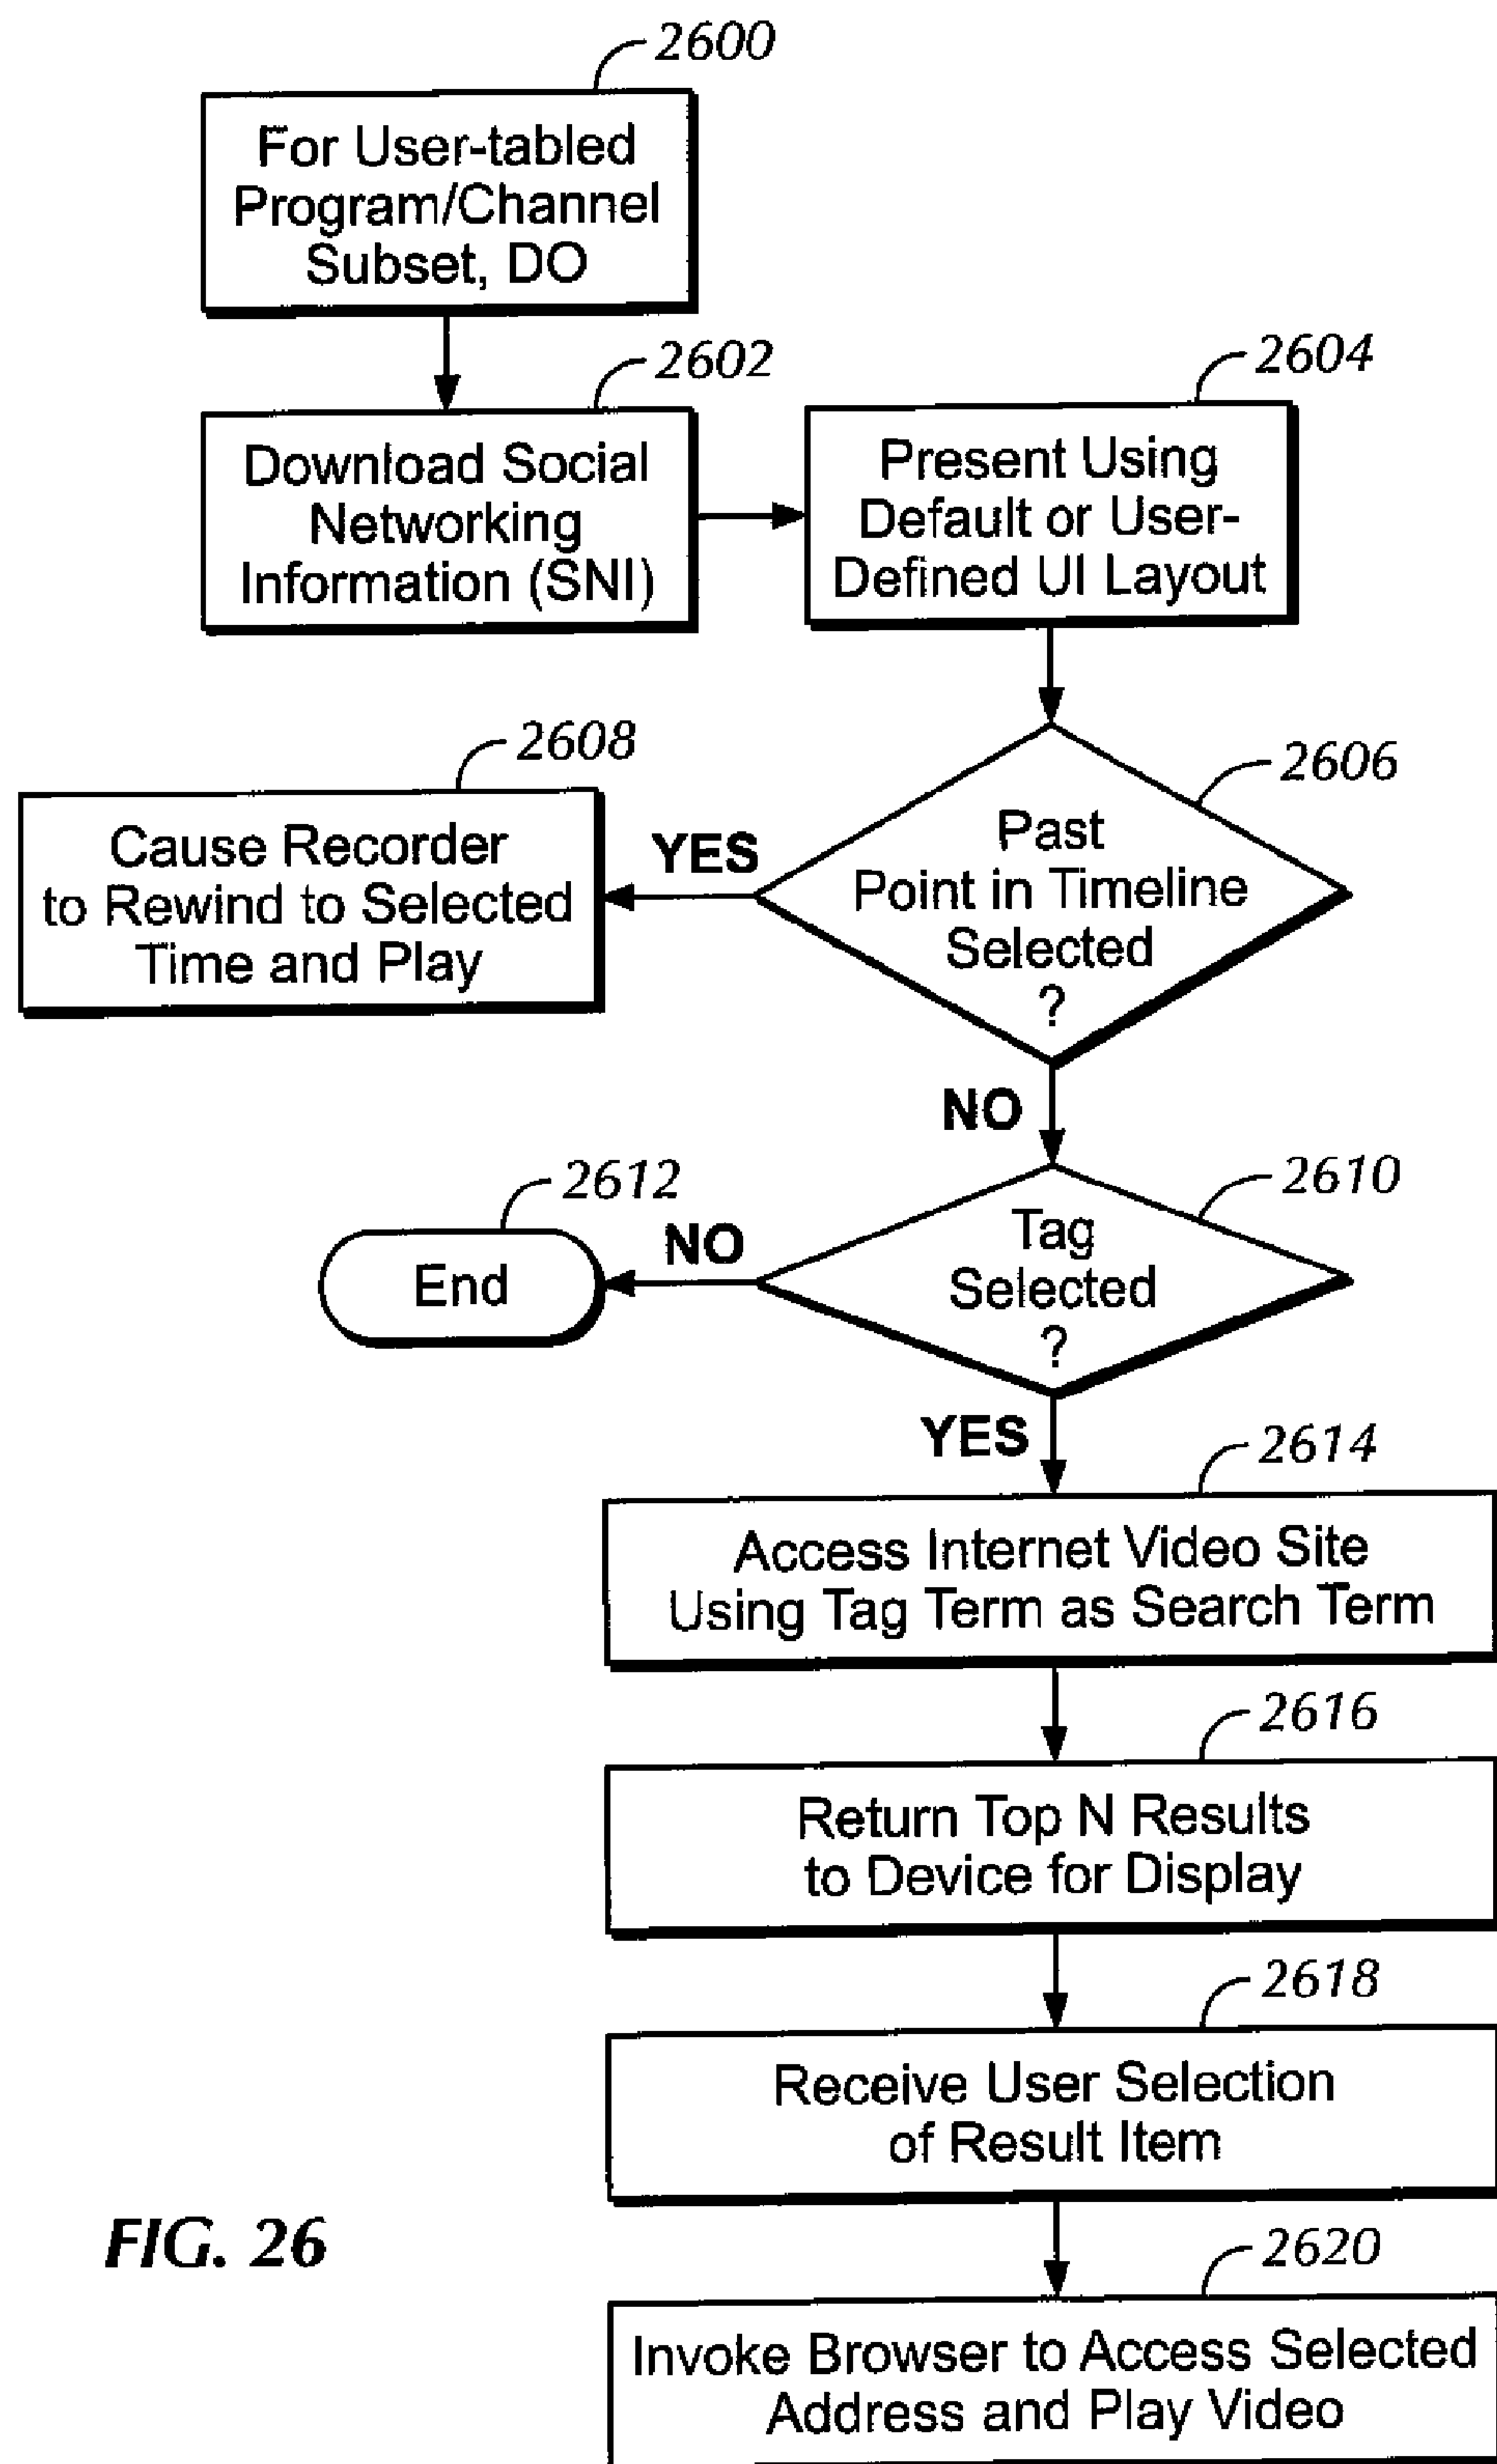 2600
For User-tabled
Program/Channel
Subset, DO
2602
Download Social
Networking
Information (SNI)
2604
Present Using
Default or User-
Defined UI Layout
2606
Past
Point in Timeline
Selected
?
YES
2608
Cause Recorder
to Rewind to Selected
Time and Play
NO
2610
Tag
Selected
?
NO
2612
End
YES
2614
Access Internet Video Site
Using Tag Term as Search Term
2616
Return Top N Results
to Device for Display
2618
Receive User Selection
of Result Item
2620
Invoke Browser to Access Selected
Address and Play Video
FIG. 26